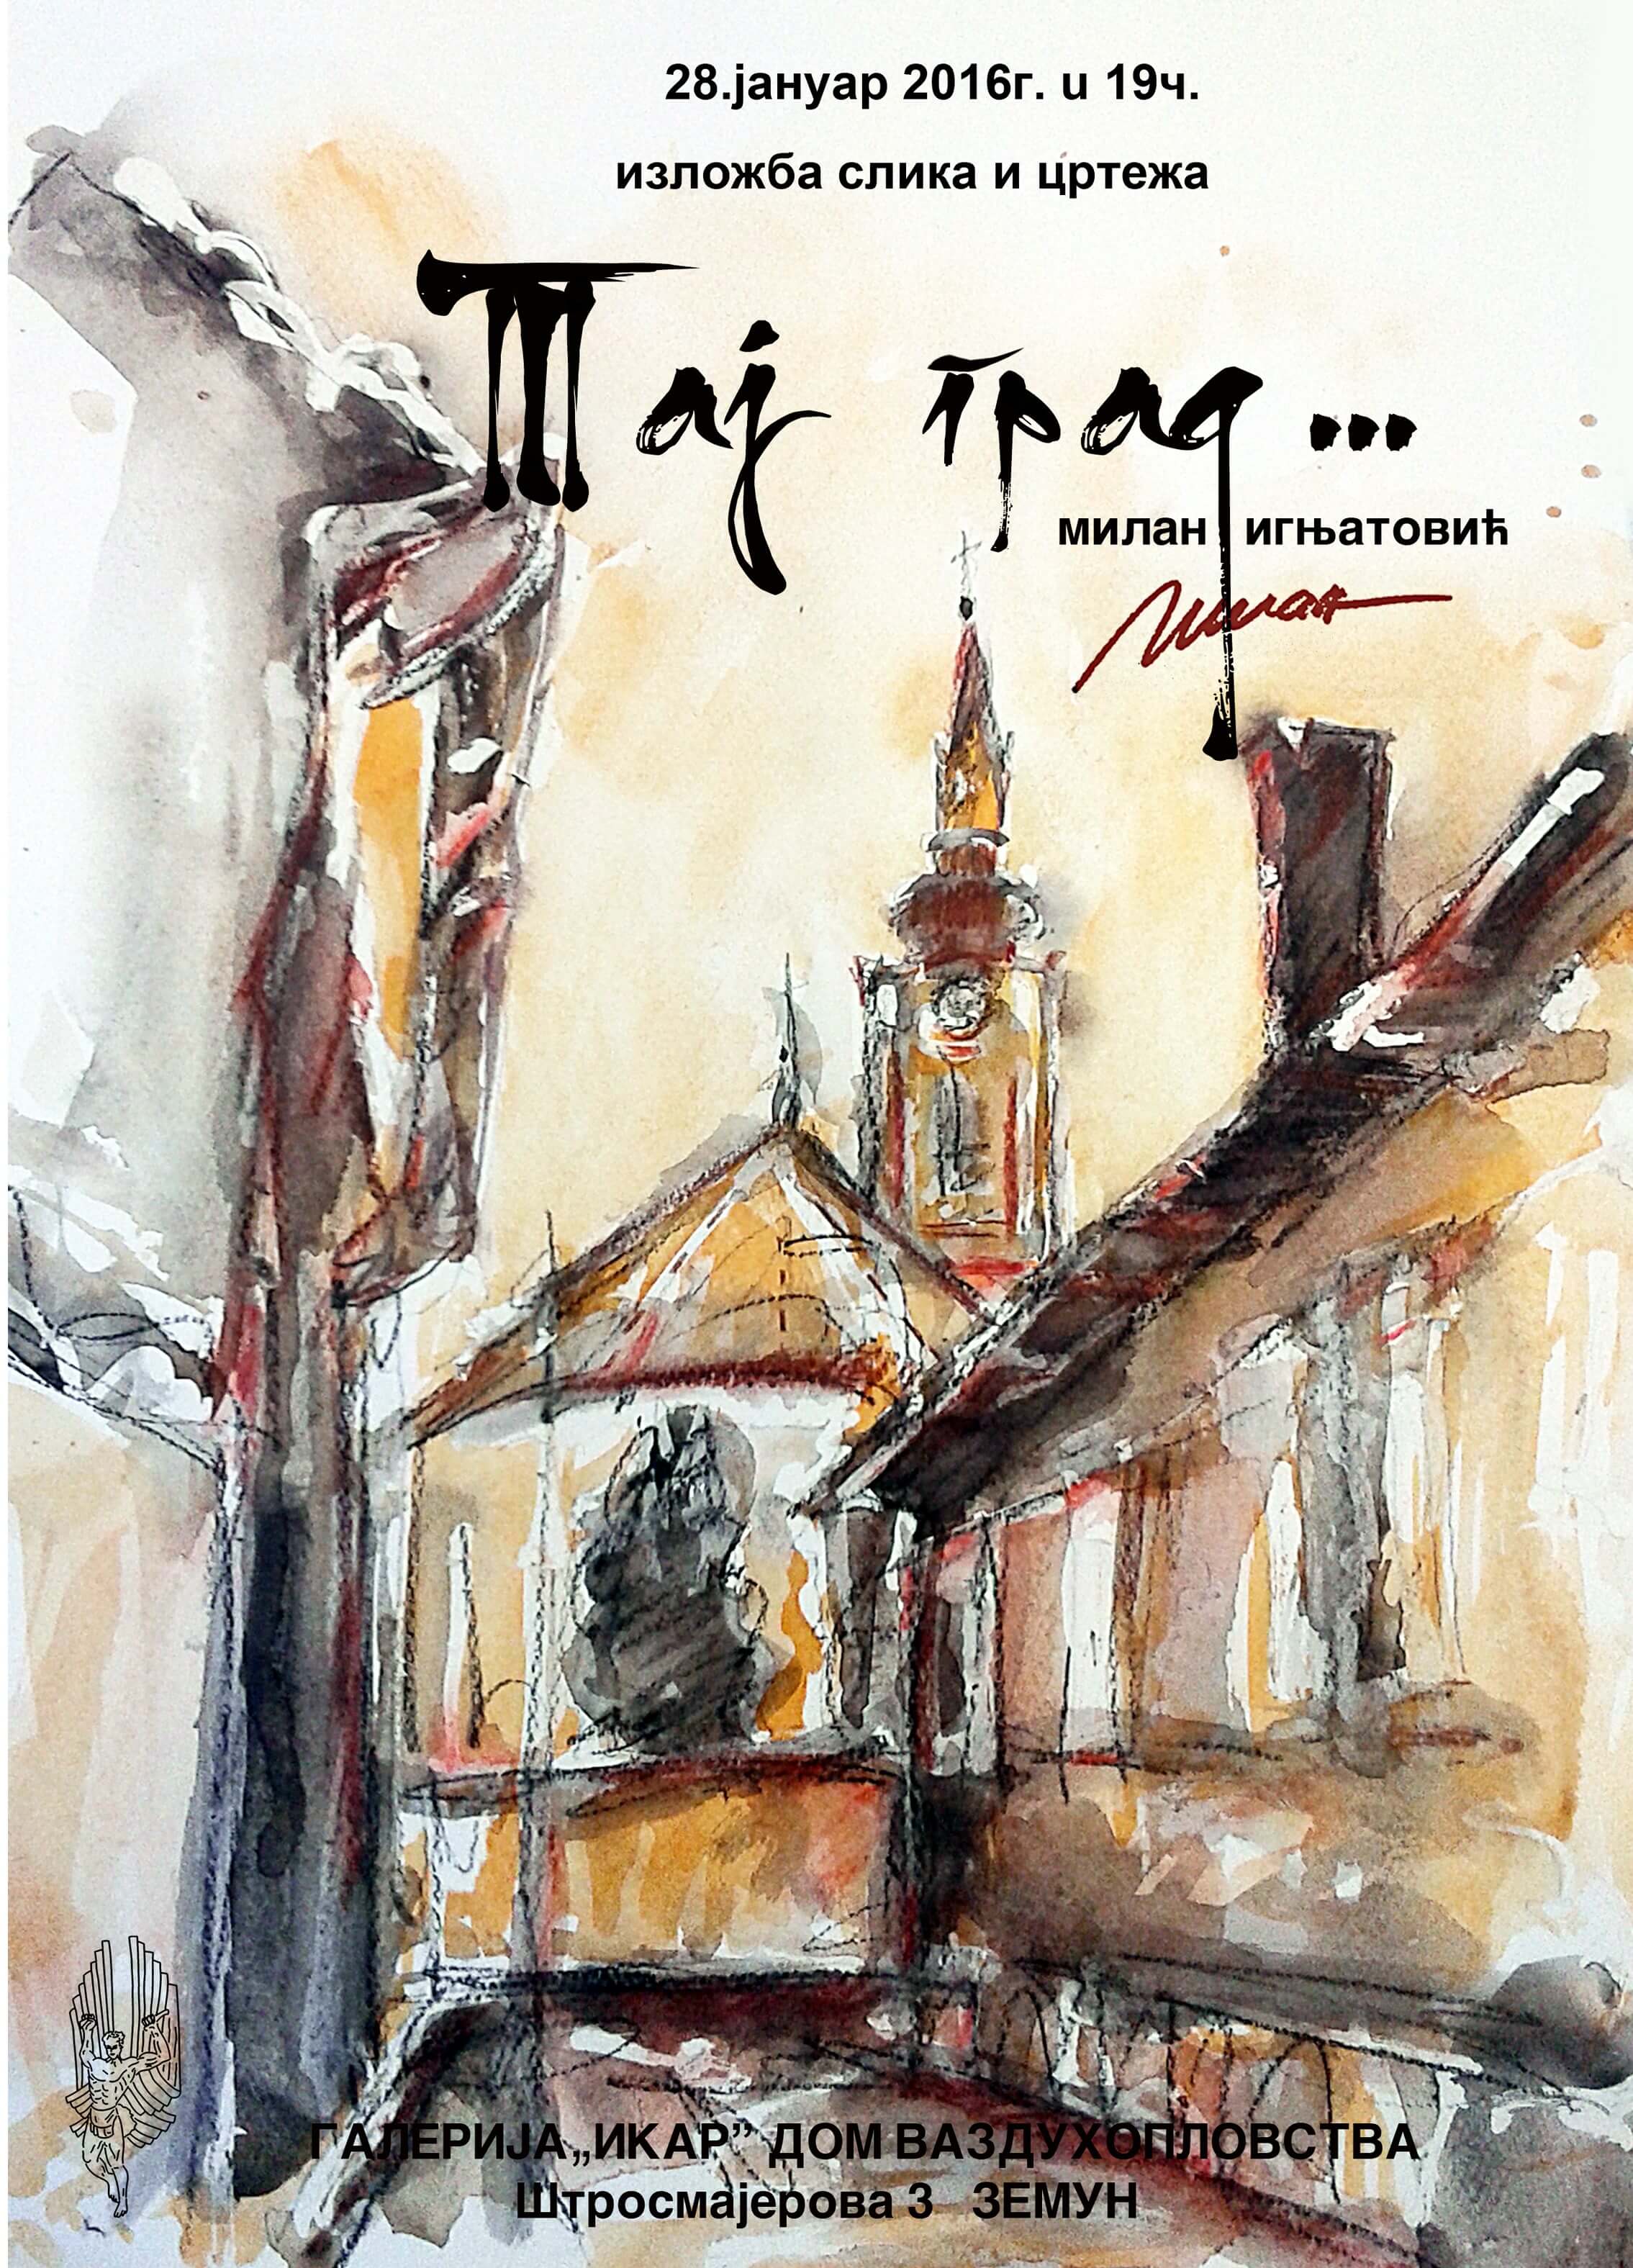 28.јануар 2016г. u 19ч.
изложба слика и цртежа
Тај град...
милан игњатовић
Милан
ГАЛЕРИЈА„ИКАР” ДОМ ВАЗДУХОПЛОВСТВА
Штросмајерова 3 ЗЕМУН